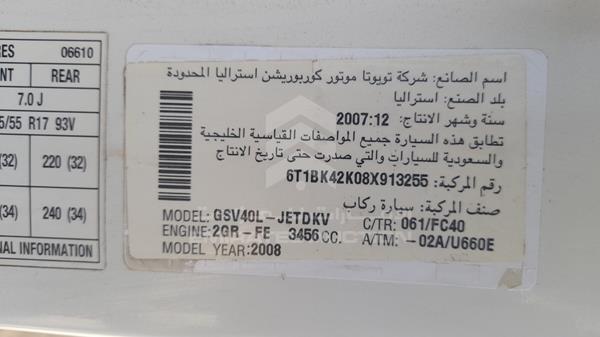 RES 06610
NT REAR
7.0 J
5/55 R17 93V
(32) 220 (32)
(34) 240 (34)
NAL INFORMATION
اسم الصانع: شركة تويوتا موتور كوربوريشن استراليا المحدودة
بلد الصنع: استراليا
سنة وشهر الانتاج: 2007:12
تطابق هذه السيارة جميع المواصفات القياسية الخليجية
والسعودية للسيارات والتي صدرت حتى تاريخ الانتاج
رقم المركبة: 6T1BK42K08X913255
صنف المركبة: سيارة ركاب
MODEL: GSV40L-JETDKV C/TR: 061/FC40
ENGINE: 2GR-FE 3456 CC. A/TM: -02A/U660E
MODEL YEAR: 2008